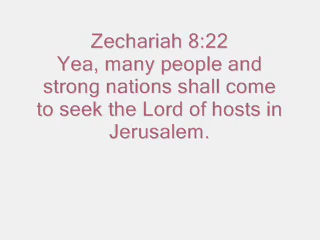 Zechariah 8:22
Yea, many people and
strong nations shall come
to seek the Lord of hosts in
Jerusalem.